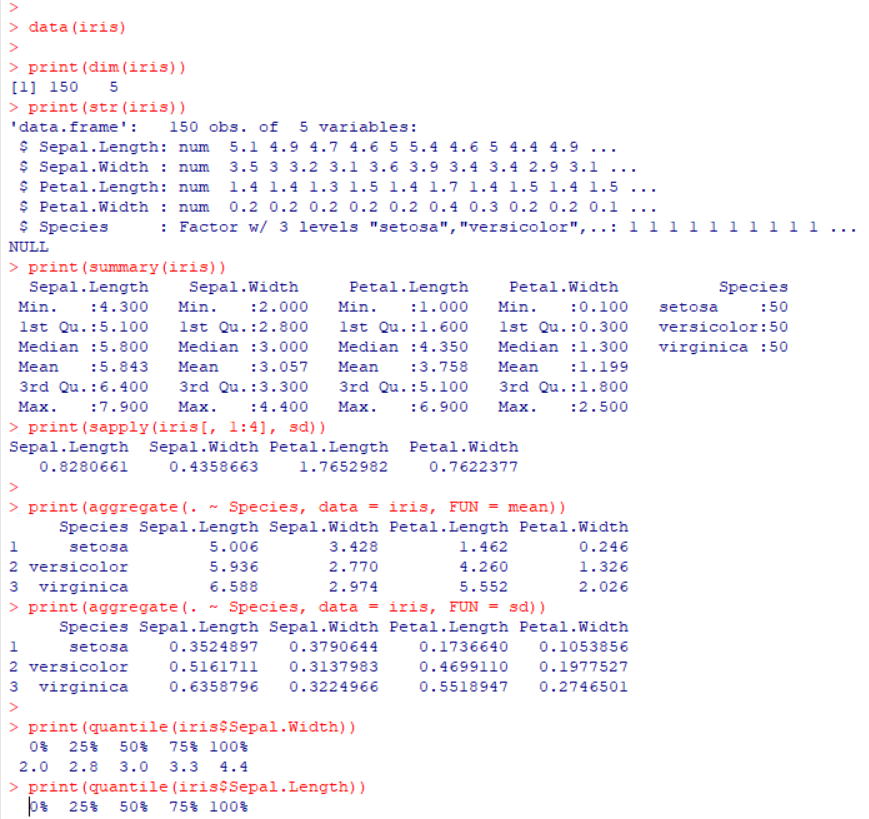 >
> data(iris)
>
> print(dim(iris))
[1] 150   5
> print(str(iris))
'data.frame':   150 obs. of  5 variables:
 $ Sepal.Length: num  5.1 4.9 4.7 4.6 5 5.4 4.6 5 4.4 4.9 ...
 $ Sepal.Width : num  3.5 3 3.2 3.1 3.6 3.9 3.4 3.4 2.9 3.1 ...
 $ Petal.Length: num  1.4 1.4 1.3 1.5 1.4 1.7 1.4 1.5 1.4 1.5 ...
 $ Petal.Width : num  0.2 0.2 0.2 0.2 0.2 0.4 0.3 0.2 0.2 0.1 ...
 $ Species     : Factor w/ 3 levels "setosa","versicolor",..: 1 1 1 1 1 1 1 1 1 1 ...
NULL
> print(summary(iris))
  Sepal.Length    Sepal.Width     Petal.Length    Petal.Width          Species
 Min.   :4.300   Min.   :2.000   Min.   :1.000   Min.   :0.100   setosa    :50
 1st Qu.:5.100   1st Qu.:2.800   1st Qu.:1.600   1st Qu.:0.300   versicolor:50
 Median :5.800   Median :3.000   Median :4.350   Median :1.300   virginica :50
 Mean   :5.843   Mean   :3.057   Mean   :3.758   Mean   :1.199
 3rd Qu.:6.400   3rd Qu.:3.300   3rd Qu.:5.100   3rd Qu.:1.800
 Max.   :7.900   Max.   :4.400   Max.   :6.900   Max.   :2.500
> print(sapply(iris[, 1:4], sd))
Sepal.Length  Sepal.Width Petal.Length  Petal.Width
   0.8280661    0.4358663    1.7652982    0.7622377
>
> print(aggregate(. ~ Species, data = iris, FUN = mean))
     Species Sepal.Length Sepal.Width Petal.Length Petal.Width
1     setosa        5.006       3.428        1.462       0.246
2 versicolor        5.936       2.770        4.260       1.326
3  virginica        6.588       2.974        5.552       2.026
> print(aggregate(. ~ Species, data = iris, FUN = sd))
     Species Sepal.Length Sepal.Width Petal.Length Petal.Width
1     setosa    0.3524897   0.3790644    0.1736640   0.1053856
2 versicolor    0.5161711   0.3137983    0.4699110   0.1977527
3  virginica    0.6358796   0.3224966    0.5518947   0.2746501
>
> print(quantile(iris$Sepal.Width))
  0%  25%  50%  75% 100%
 2.0  2.8  3.0  3.3  4.4
> print(quantile(iris$Sepal.Length))
  0%  25%  50%  75% 100%